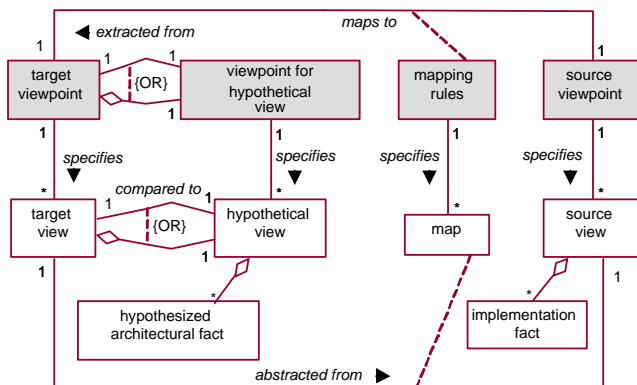 maps to
extracted from
1
1
1
1
target
viewpoint
{OR}
viewpoint for
hypothetical
view
mapping
rules
source
viewpoint
1
1
1
1
1
specifies
specifies
specifies
specifies
*
compared to
*
*
*
target
view
1
{OR}
1
hypothetical
view
map
source
view
1
1
1
*
*
hypothesized
architectural fact
implementation
fact
abstracted from